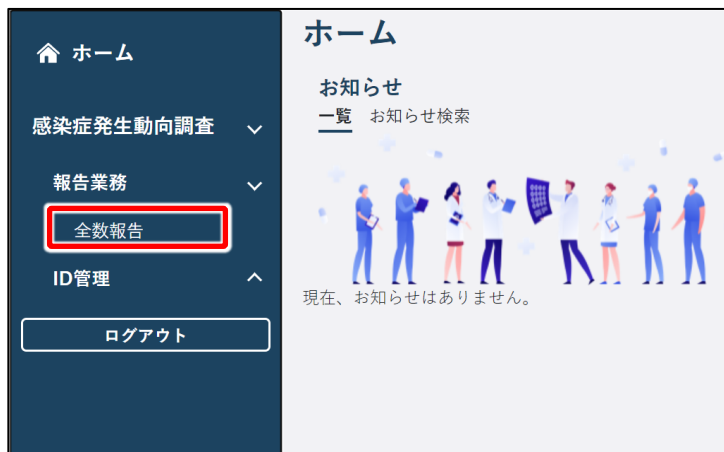 ホーム
感染症発生動向調査
報告業務
全数報告
ID管理
ログアウト
ホーム
お知らせ
一覧 お知らせ検索
現在、お知らせはありません。